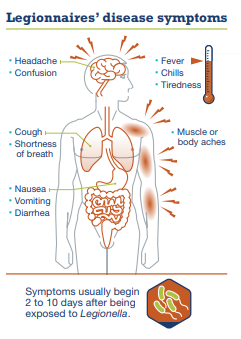 Legionnaires' disease symptoms
• Headache
• Confusion
• Fever
• Chills
• Tiredness
• Cough
• Shortness
of breath
• Muscle or
body aches
• Nausea
• Vomiting
• Diarrhea
Symptoms usually begin
2 to 10 days after being
exposed to Legionella.